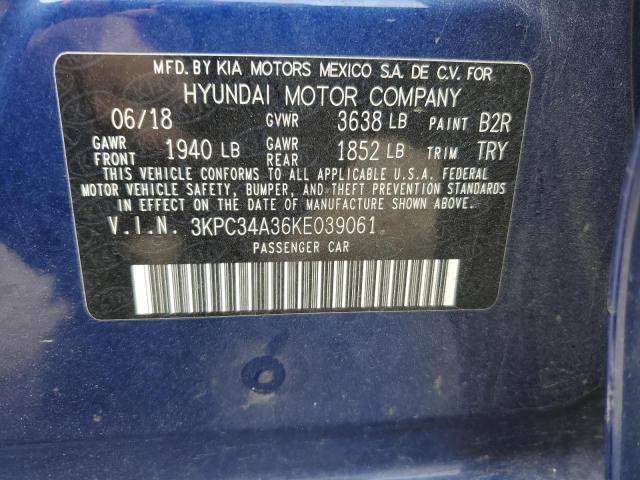 MFD. BY KIA MOTORS MEXICO S.A. DE C.V. FOR
HYUNDAI MOTOR COMPANY
06/18 GVWR 3638 LB PAINT B2R
GAWR FRONT 1940 LB GAWR REAR 1852 LB TRIM TRY
THIS VEHICLE CONFORMS TO ALL APPLICABLE U.S.A. FEDERAL
MOTOR VEHICLE SAFETY, BUMPER, AND THEFT PREVENTION STANDARDS
IN EFFECT ON THE DATE OF MANUFACTURE SHOWN ABOVE.
V.I.N. 3KPC34A36KE039061
PASSENGER CAR